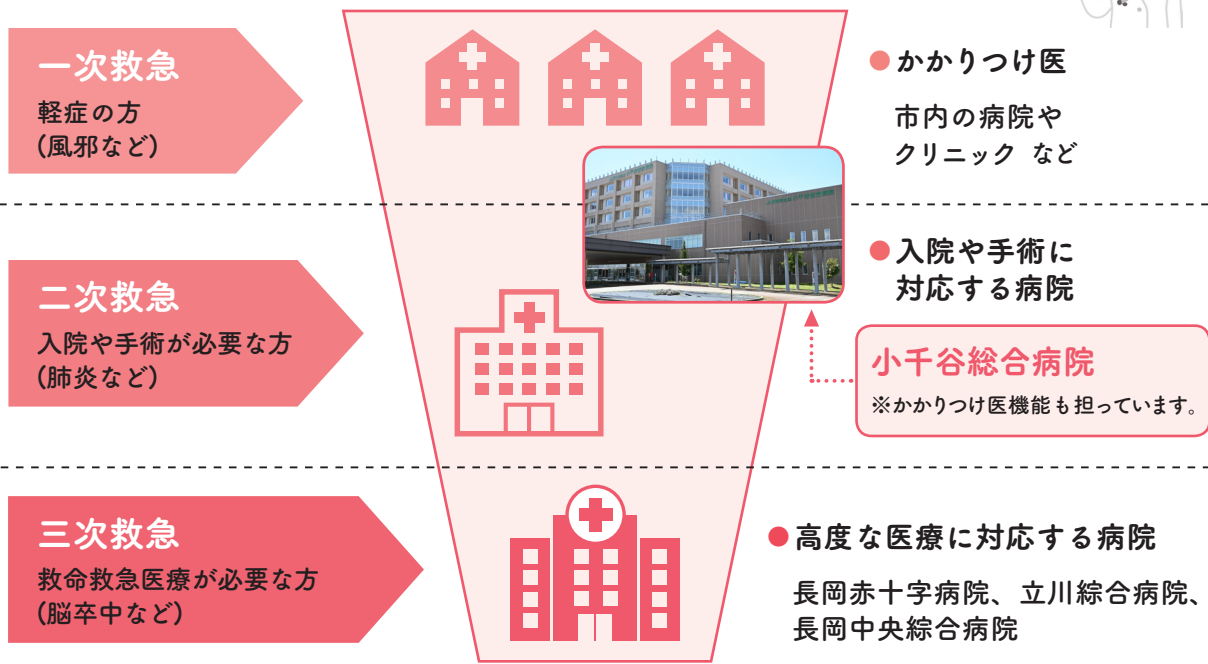 一次救急
軽症の方
(風邪など)
●かかりつけ医
市内の病院や
クリニック など
二次救急
入院や手術が必要な方
(肺炎など)
●入院や手術に
対応する病院
小千谷総合病院
※かかりつけ医機能も担っています。
三次救急
救命救急医療が必要な方
(脳卒中など)
●高度な医療に対応する病院
長岡赤十字病院、立川綜合病院、
長岡中央綜合病院